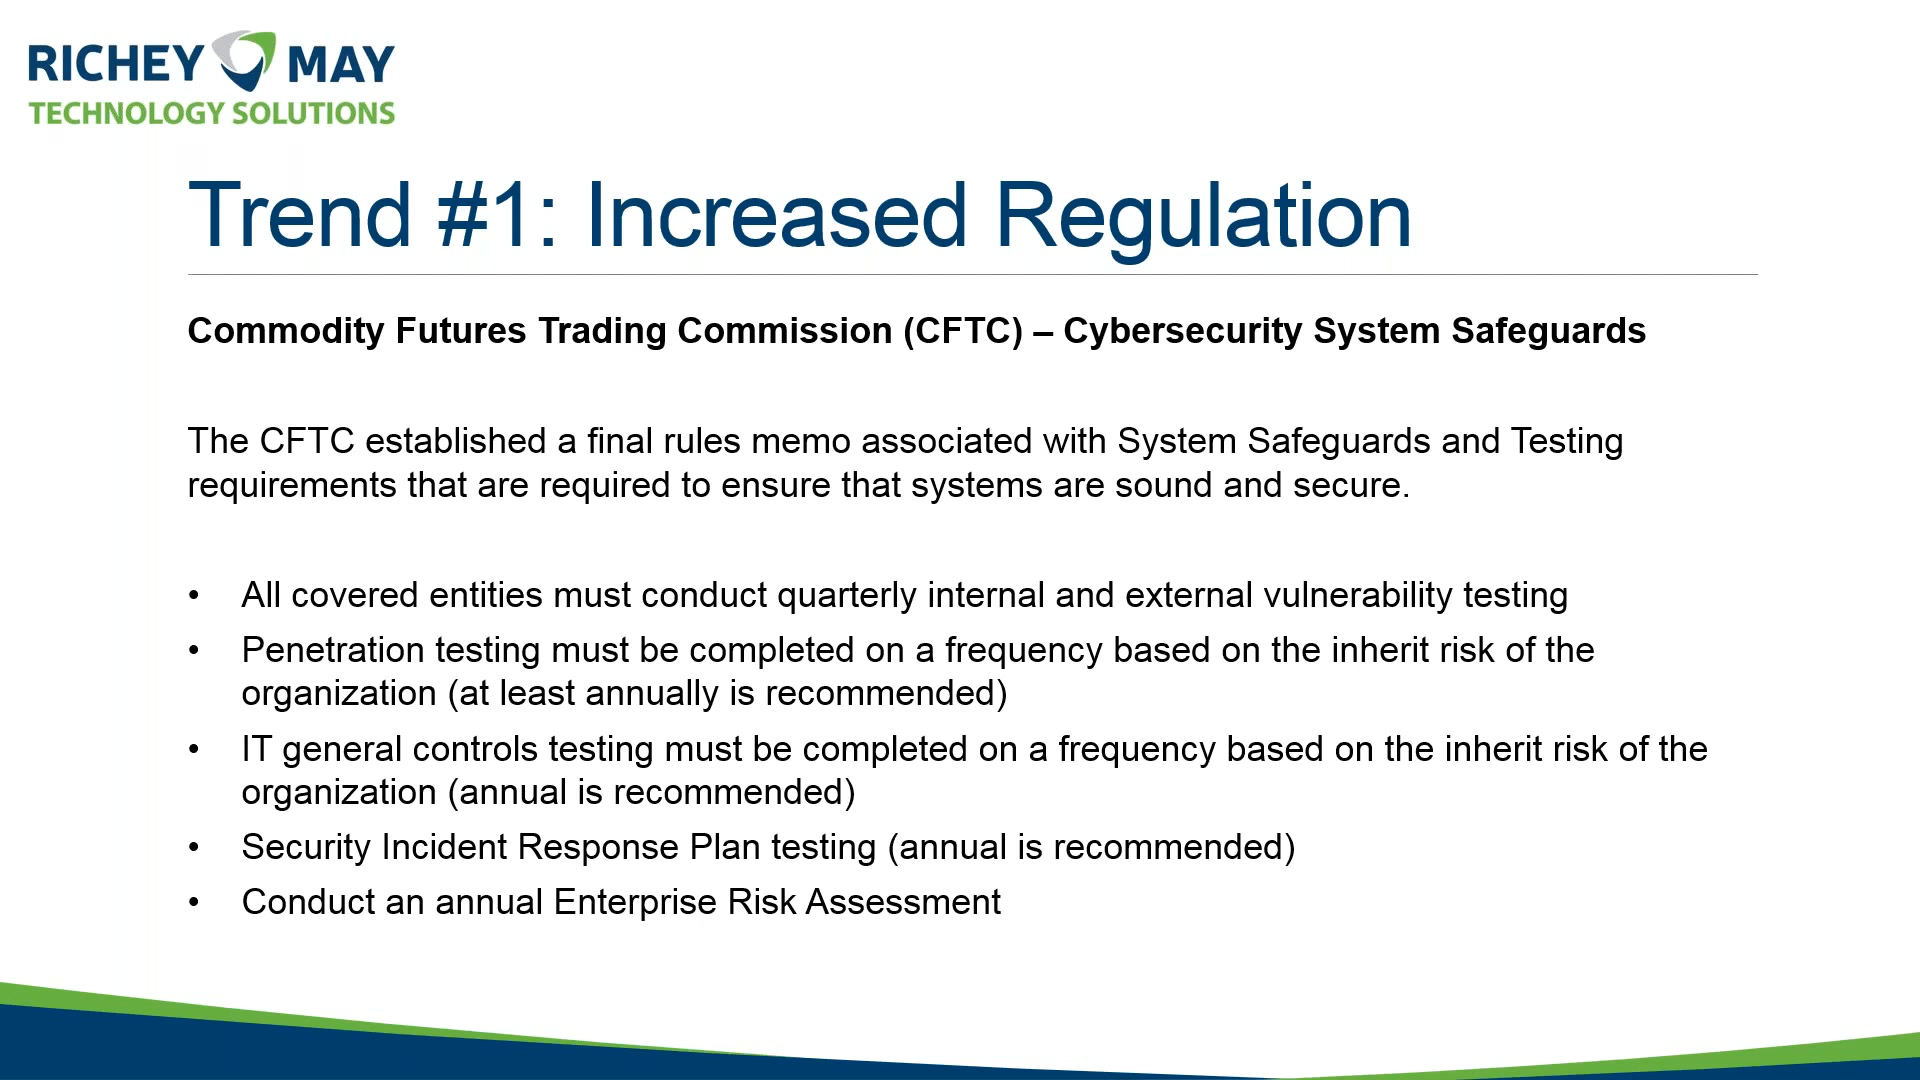 RICHEY MAY
TECHNOLOGY SOLUTIONS
Trend #1: Increased Regulation
Commodity Futures Trading Commission (CFTC) – Cybersecurity System Safeguards
The CFTC established a final rules memo associated with System Safeguards and Testing
requirements that are required to ensure that systems are sound and secure.
• All covered entities must conduct quarterly internal and external vulnerability testing
• Penetration testing must be completed on a frequency based on the inherit risk of the
organization (at least annually is recommended)
• IT general controls testing must be completed on a frequency based on the inherit risk of the
organization (annual is recommended)
• Security Incident Response Plan testing (annual is recommended)
• Conduct an annual Enterprise Risk Assessment